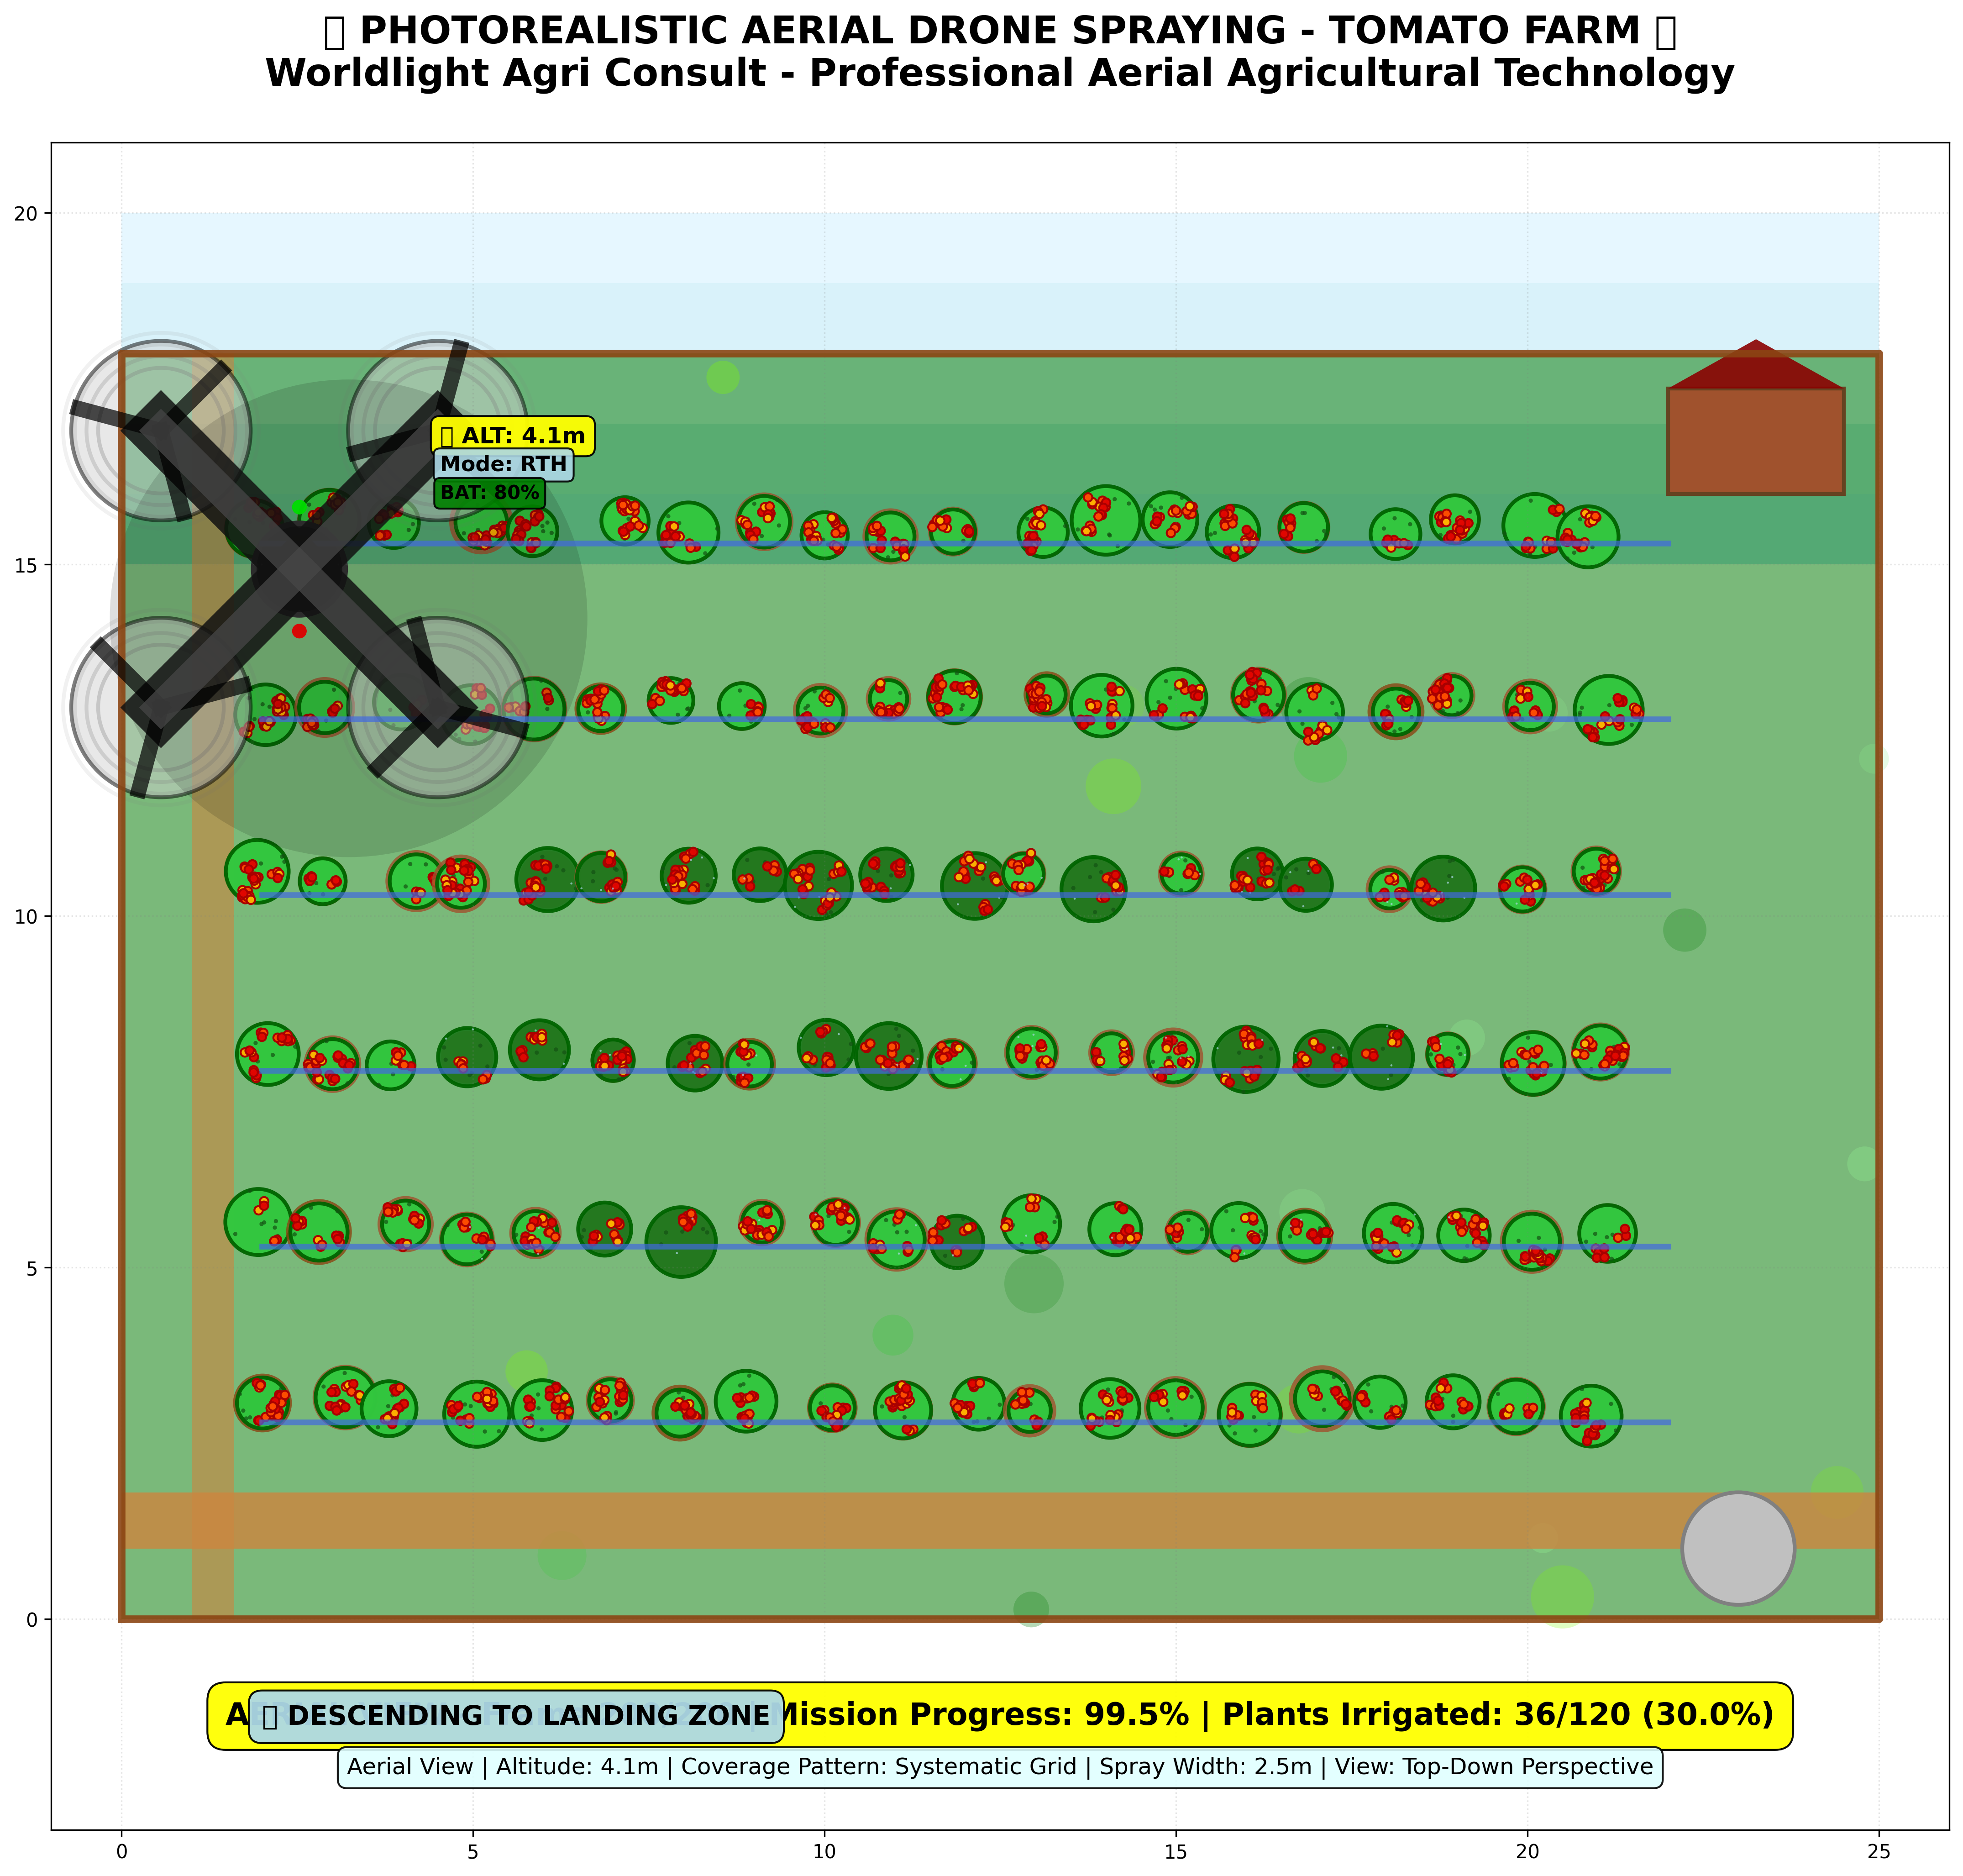 PHOTOREALISTIC AERIAL DRONE SPRAYING - TOMATO FARM
Worldlight Agri Consult - Professional Aerial Agricultural Technology
20
15
10
5
0
ALT: 4.1m
Mode: RTH
BAT: 80%
DESCENDING TO LANDING ZONE
Mission Progress: 99.5% | Plants Irrigated: 36/120 (30.0%)
Aerial View | Altitude: 4.1m | Coverage Pattern: Systematic Grid | Spray Width: 2.5m | View: Top-Down Perspective
0
5
10
15
20
25